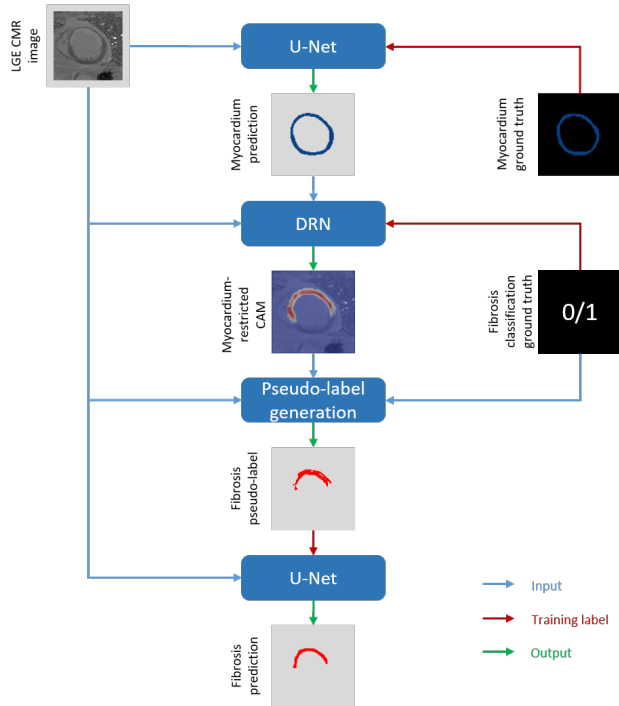 LGE CMR
image
U-Net
Myocardium
prediction
Myocardium
ground truth
DRN
Myocardium-
restricted
CAM
Fibrosis
classification
ground truth
0/1
Pseudo-label
generation
Fibrosis
pseudo-label
U-Net
Input
Training label
Output
Fibrosis
prediction